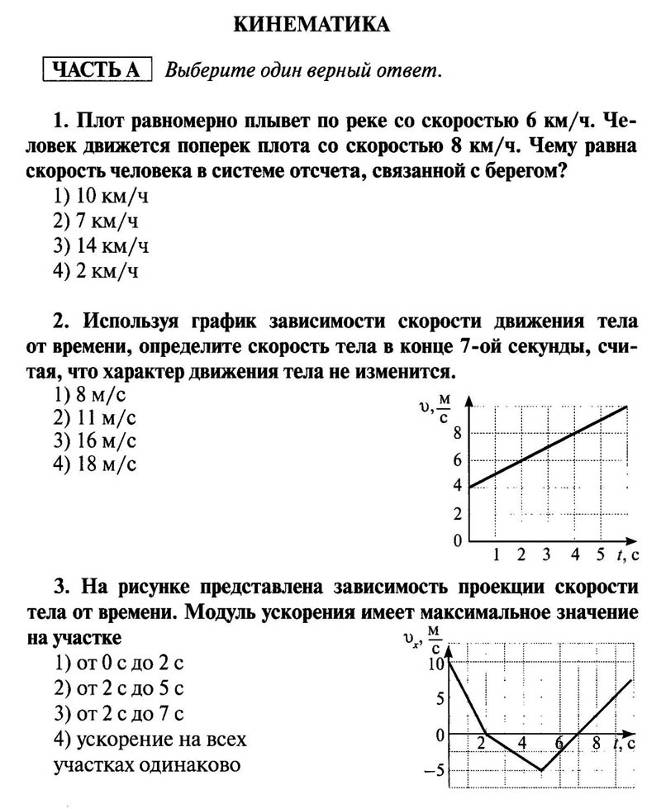 КИНЕМАТИКА
ЧАСТЬ А Выберите один верный ответ.
1. Плот равномерно плывет по реке со скоростью 6 км/ч. Че-
ловек движется поперек плота со скоростью 8 км/ч. Чему равна
скорость человека в системе отсчета, связанной с берегом?
1) 10 км/ч
2) 7 км/ч
3) 14 км/ч
4) 2 км/ч
2. Используя график зависимости скорости движения тела
от времени, определите скорость тела в конце 7-ой секунды, счи-
тая, что характер движения тела не изменится.
1) 8 м/с
2) 11 м/с
3) 16 м/с
4) 18 м/с
υ, м/с
8
6
4
2
0
1 2 3 4 5 t, с
3. На рисунке представлена зависимость проекции скорости
тела от времени. Модуль ускорения имеет максимальное значение
на участке
1) от 0 с до 2 с
2) от 2 с до 5 с
3) от 2 с до 7 с
4) ускорение на всех
участках одинаково
υx, м/с
10
5
0
2 4 6 8 t, с
−5